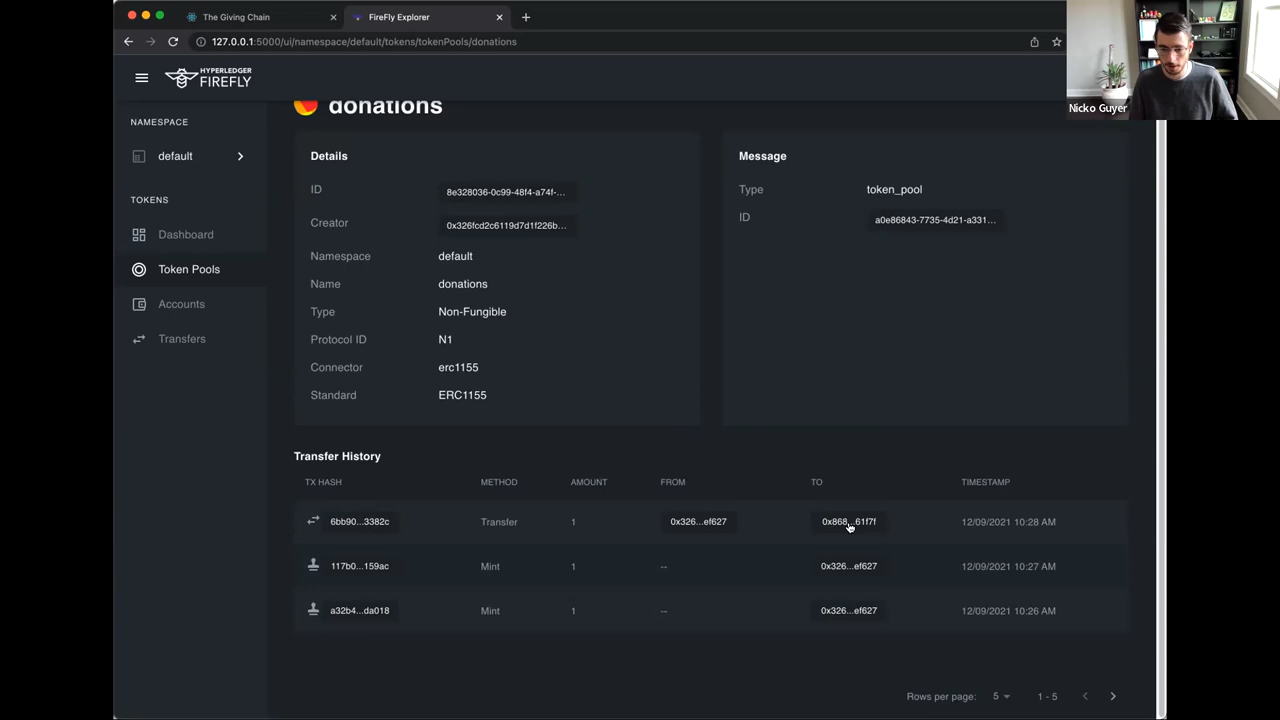 The Giving Chain
FireFly Explorer
127.0.0.1:5000/ui/namespace/default/tokens/tokenPools/donations
HYPERLEDGER
FIREFLY
Nicko Guyer
NAMESPACE
default
TOKENS
Dashboard
Token Pools
Accounts
Transfers
donations
Details
ID 8e328036-0c99-48f4-a74f-...
Creator 0x326fcd2c6119d7d1f226b...
Namespace default
Name donations
Type Non-Fungible
Protocol ID N1
Connector erc1155
Standard ERC1155
Message
Type token_pool
ID a0e86843-7735-4d21-a331...
Transfer History
TX HASH METHOD AMOUNT FROM TO TIMESTAMP
6bb90...3382c Transfer 1 0x326...ef627 0x868...61f7f 12/09/2021 10:28 AM
117b0...159ac Mint 1 -- 0x326...ef627 12/09/2021 10:27 AM
a32b4...da018 Mint 1 -- 0x326...ef627 12/09/2021 10:26 AM
Rows per page: 5 1 - 5